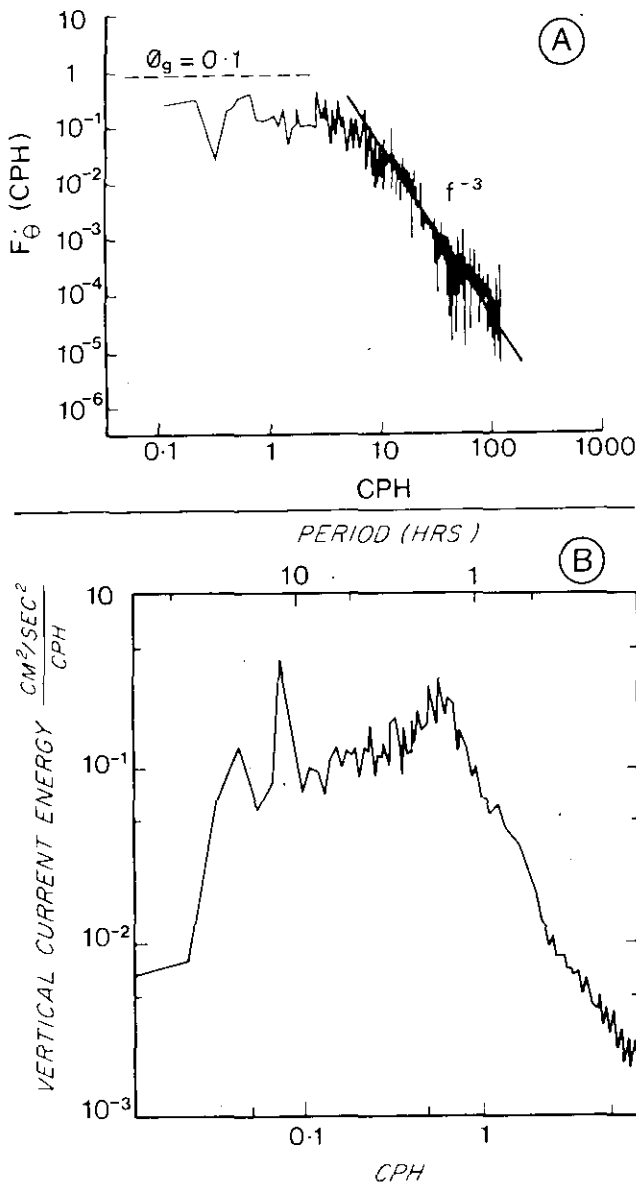 A
10
1
10⁻¹
10⁻²
10⁻³
10⁻⁴
10⁻⁵
10⁻⁶
Ø_g = 0·1
f⁻³
F_θ̇ (CPH)
0·1 1 10 100 1000
CPH
PERIOD (HRS)
10 1
B
10
10⁻¹
10⁻²
10⁻³
VERTICAL CURRENT ENERGY CM²/SEC² / CPH
0·1 1
CPH